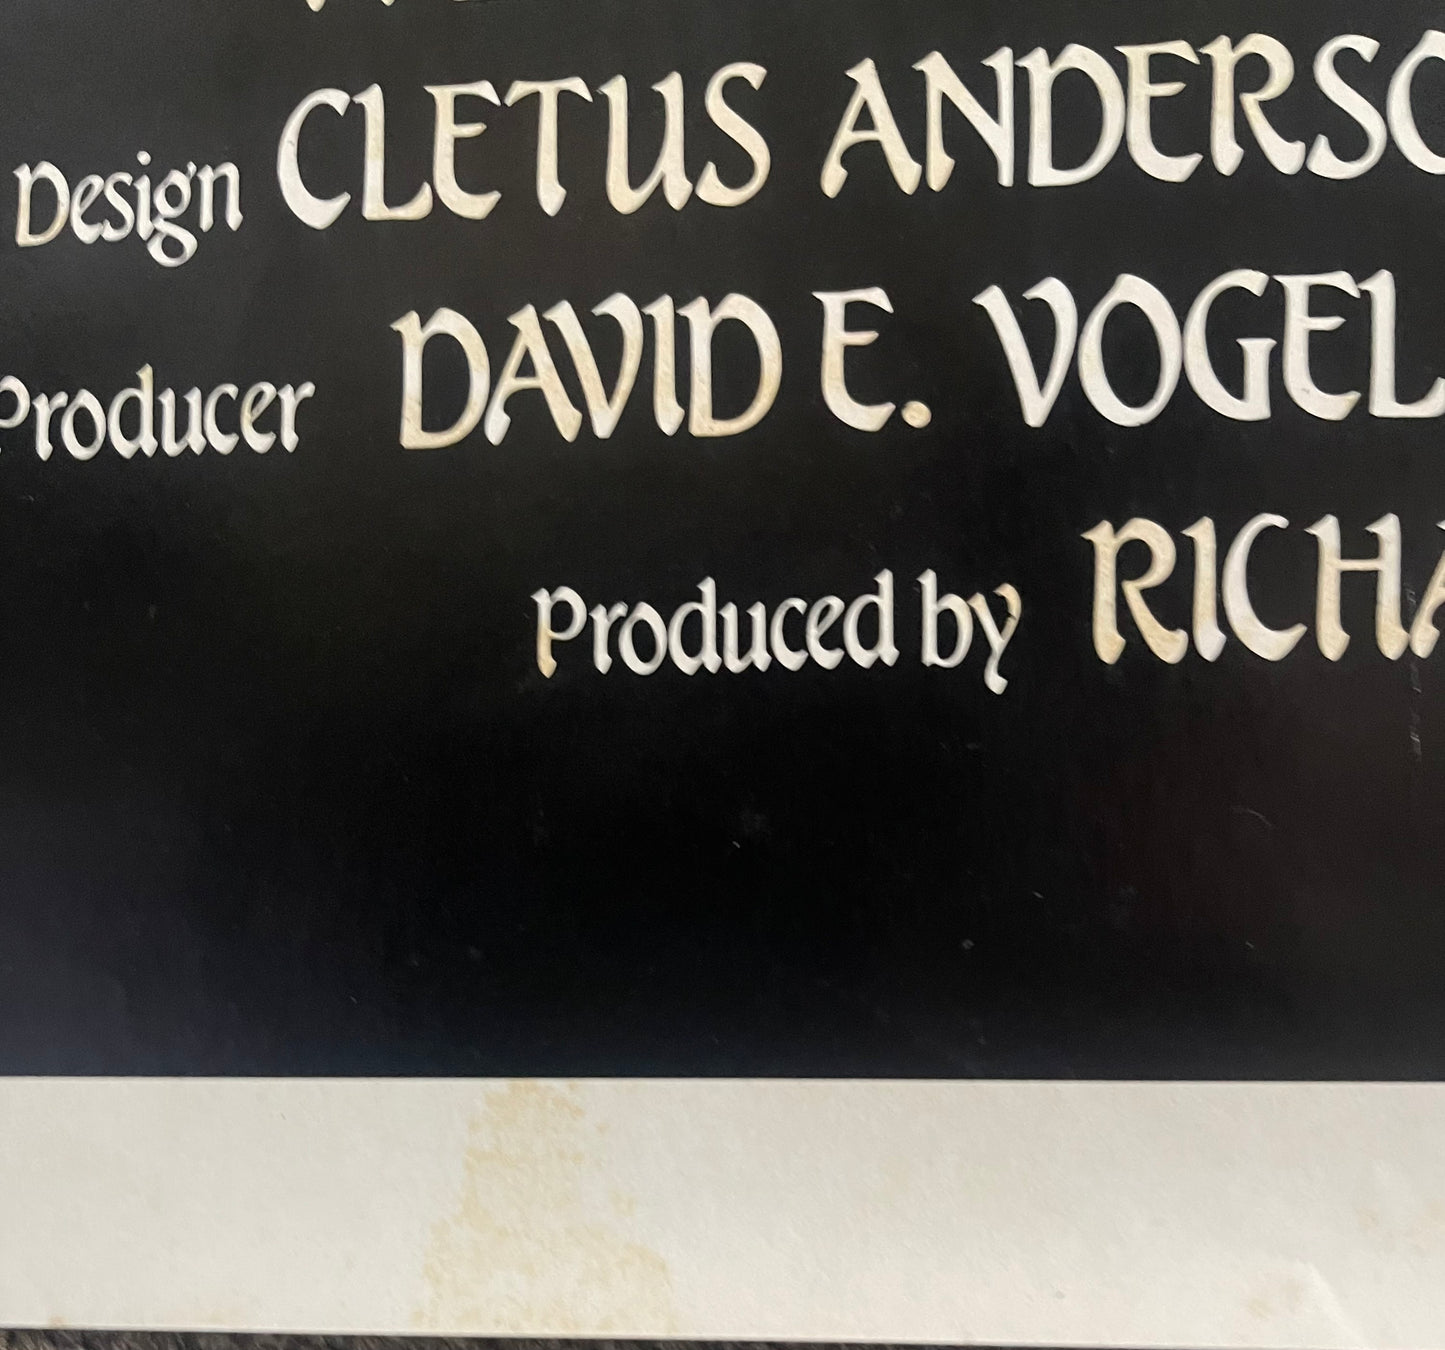 Design CLETUS ANDERSO
Producer DAVID E. VOGEL
Produced by RICHA